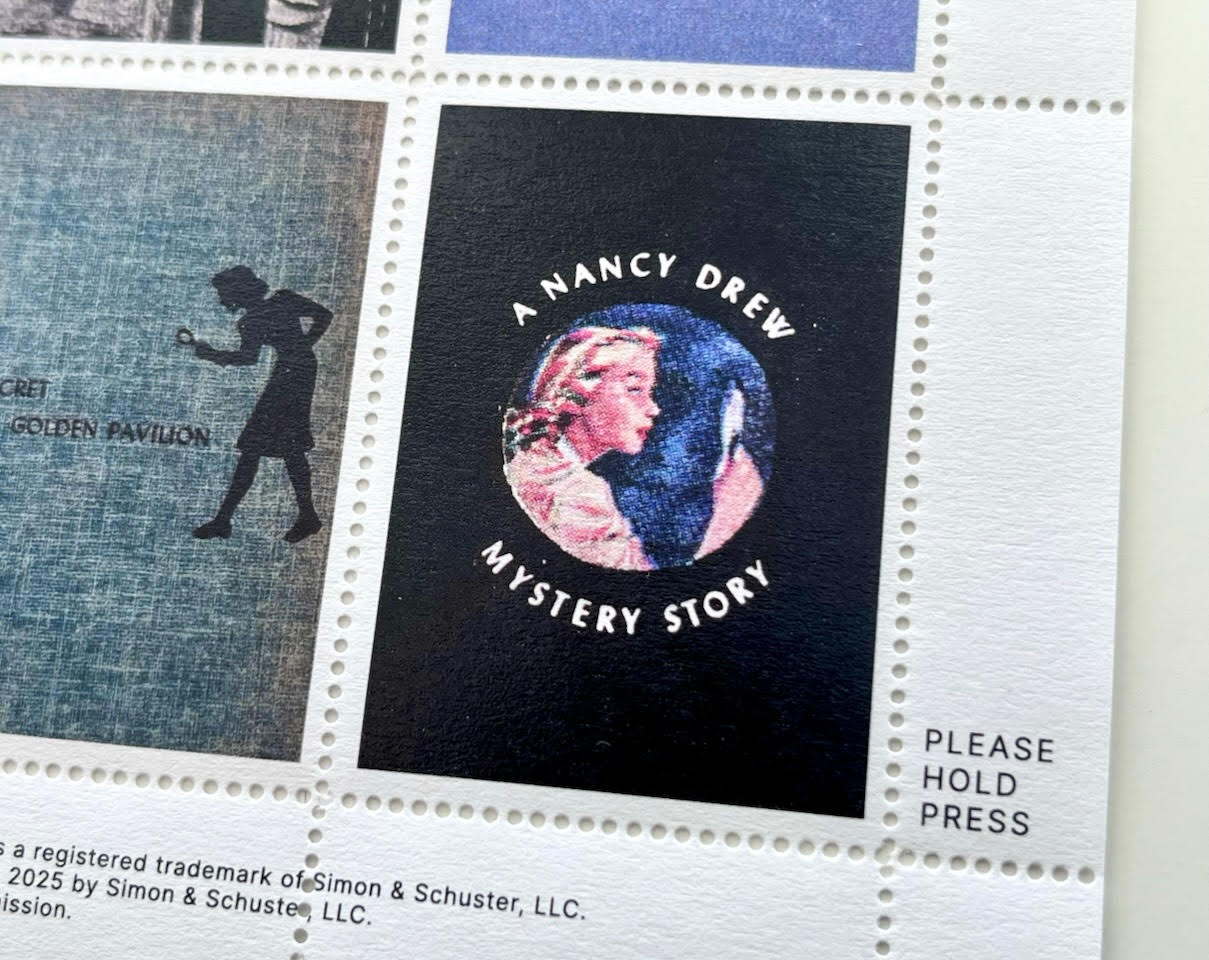 A NANCY DREW
MYSTERY STORY
CRET
GOLDEN PAVILION
PLEASE
HOLD
PRESS
s a registered trademark of Simon & Schuster, LLC.
2025 by Simon & Schuster, LLC.
ission.